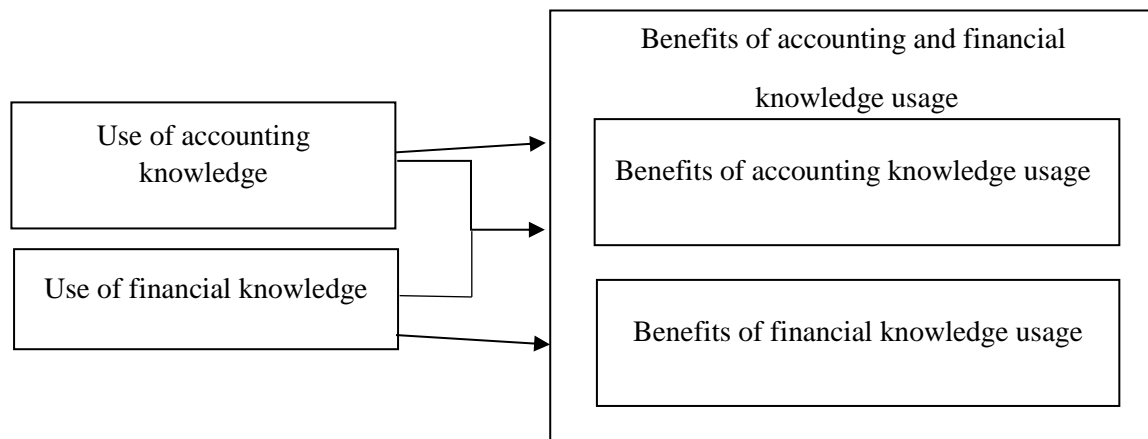 Benefits of accounting and financial
knowledge usage
Use of accounting
knowledge
Benefits of accounting knowledge usage
Use of financial knowledge
Benefits of financial knowledge usage